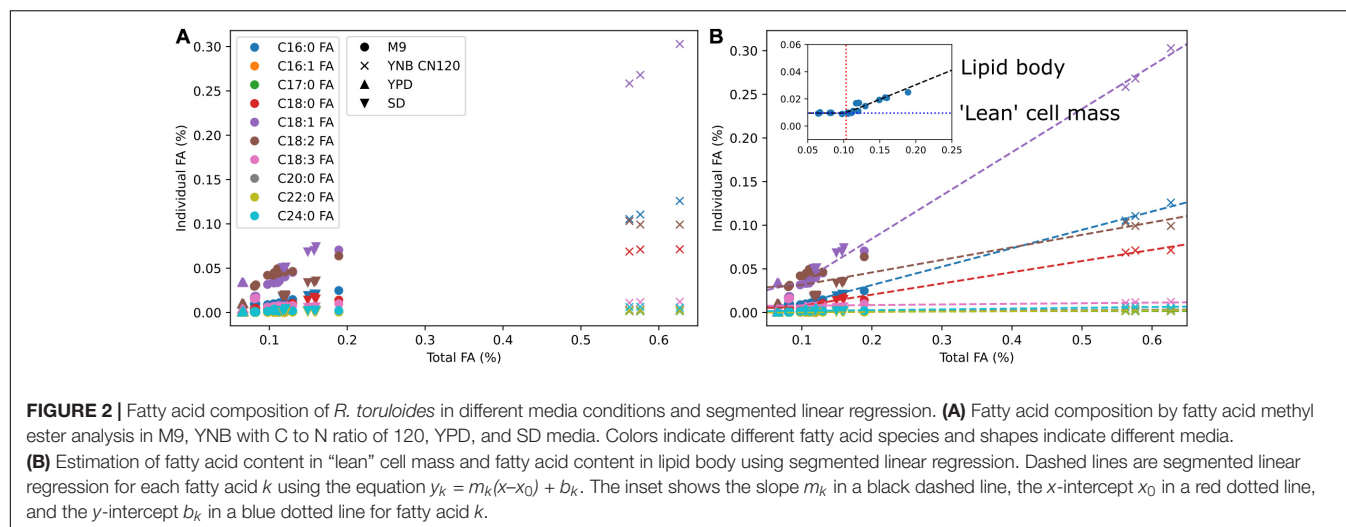 A
C16:0 FA
C16:1 FA
C17:0 FA
C18:0 FA
C18:1 FA
C18:2 FA
C18:3 FA
C20:0 FA
C22:0 FA
C24:0 FA
M9
YNB CN120
YPD
SD
Individual FA (%)
0.30
0.25
0.20
0.15
0.10
0.05
0.00
0.1 0.2 0.3 0.4 0.5 0.6
Total FA (%)
B
Individual FA (%)
0.30
0.25
0.20
0.15
0.10
0.05
0.00
0.06
0.04
0.02
0.00
0.05 0.10 0.15 0.20 0.25
Lipid body
'Lean' cell mass
0.1 0.2 0.3 0.4 0.5 0.6
Total FA (%)
FIGURE 2 | Fatty acid composition of R. toruloides in different media conditions and segmented linear regression. (A) Fatty acid composition by fatty acid methyl
ester analysis in M9, YNB with C to N ratio of 120, YPD, and SD media. Colors indicate different fatty acid species and shapes indicate different media.
(B) Estimation of fatty acid content in “lean” cell mass and fatty acid content in lipid body using segmented linear regression. Dashed lines are segmented linear
regression for each fatty acid k using the equation yk = mk(x–x0) + bk. The inset shows the slope mk in a black dashed line, the x-intercept x0 in a red dotted line,
and the y-intercept bk in a blue dotted line for fatty acid k.